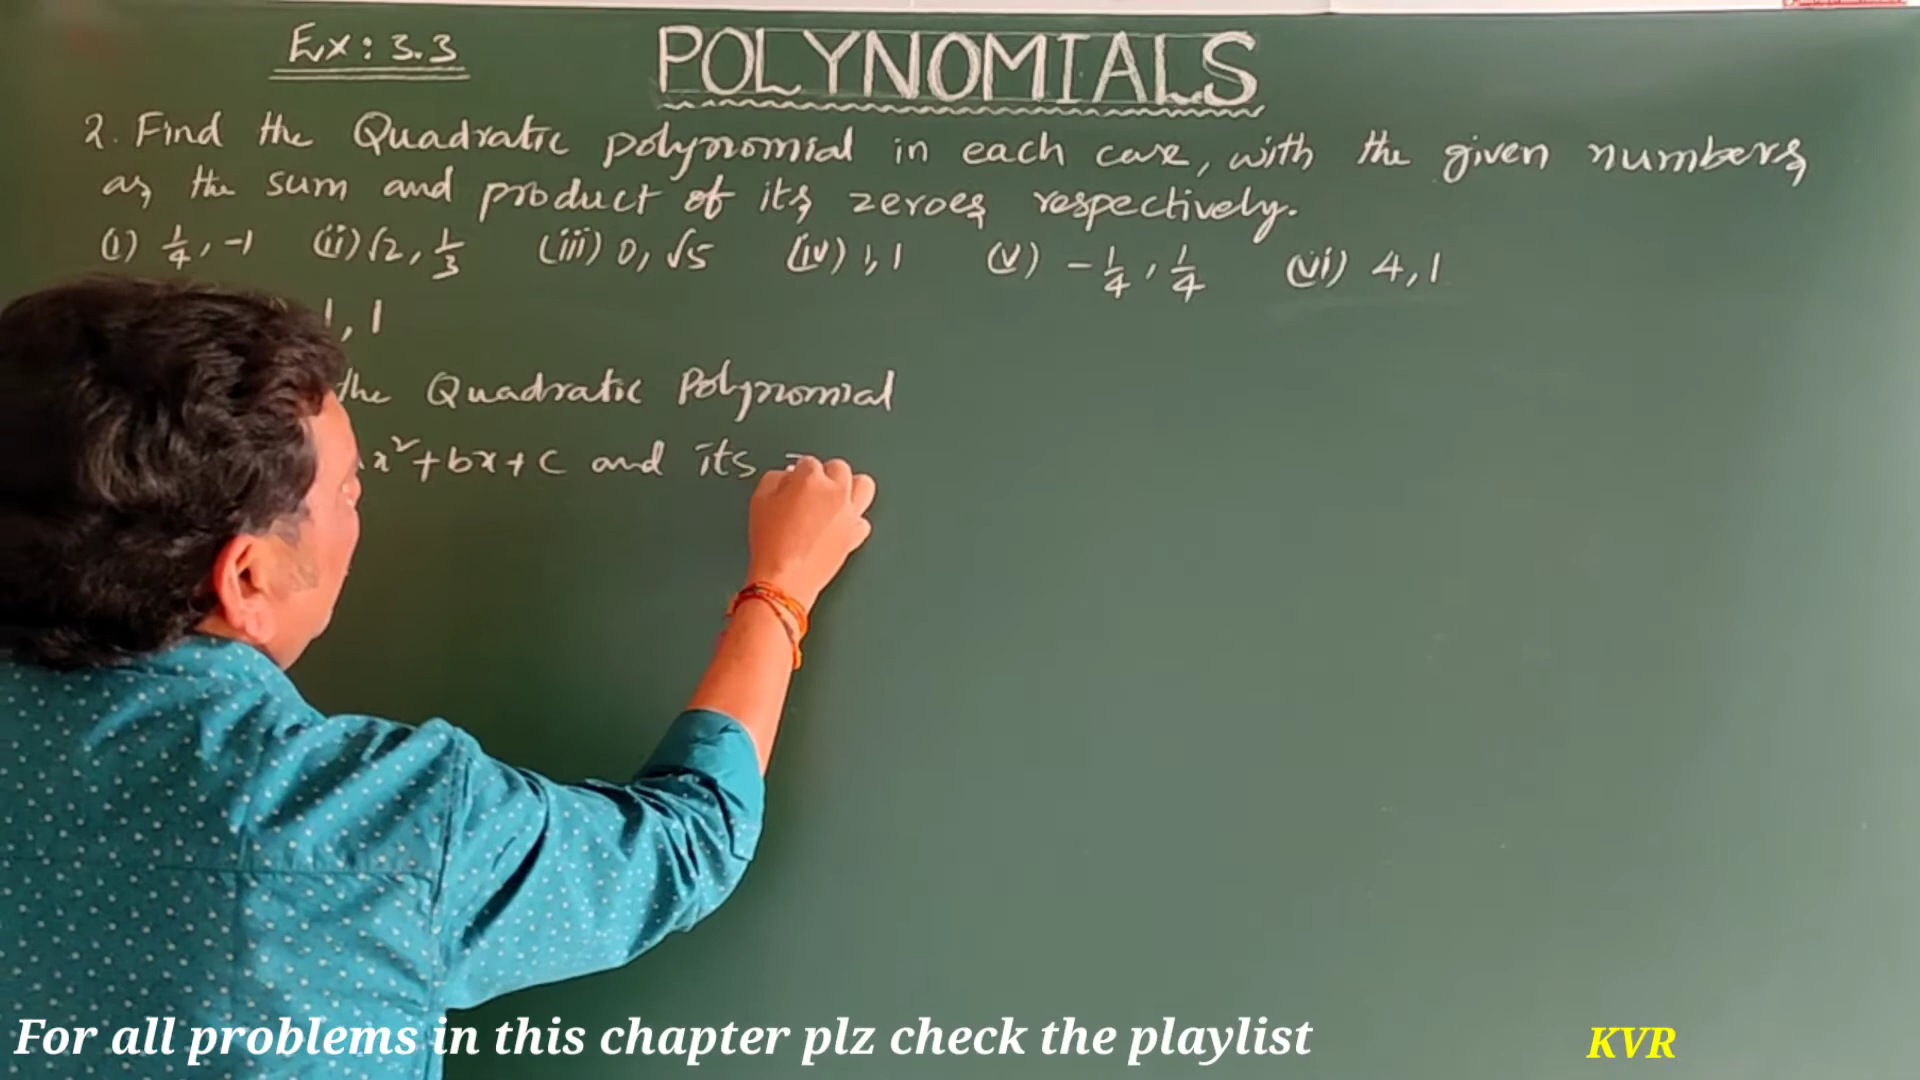 Ex: 3.3
POLYNOMIALS
2. Find the Quadratic polynomial in each case, with the given numbers
as the sum and product of its zeroes respectively.
(i) 1/4, -1 (ii) √2, 1/3 (iii) 0, √5 (iv) 1, 1 (v) -1/4, 1/4 (vi) 4, 1
1, 1
the Quadratic Polynomial
x²+bx+c and its
For all problems in this chapter plz check the playlist
KVR